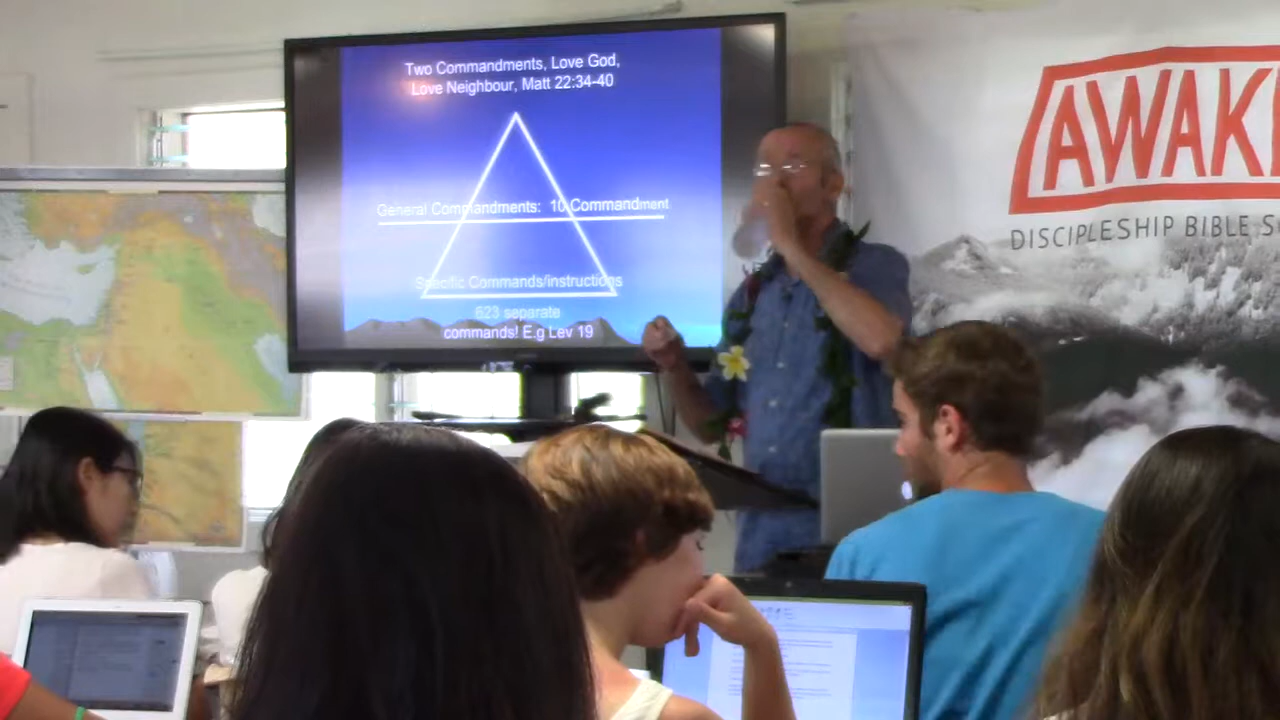 Two Commandments, Love God,
Love Neighbour, Matt 22:34-40
General Commandments: 10 Commandment
Specific Commands/instructions
623 separate
commands! E.g Lev 19
AWAK
DISCIPLESHIP BIBLE S